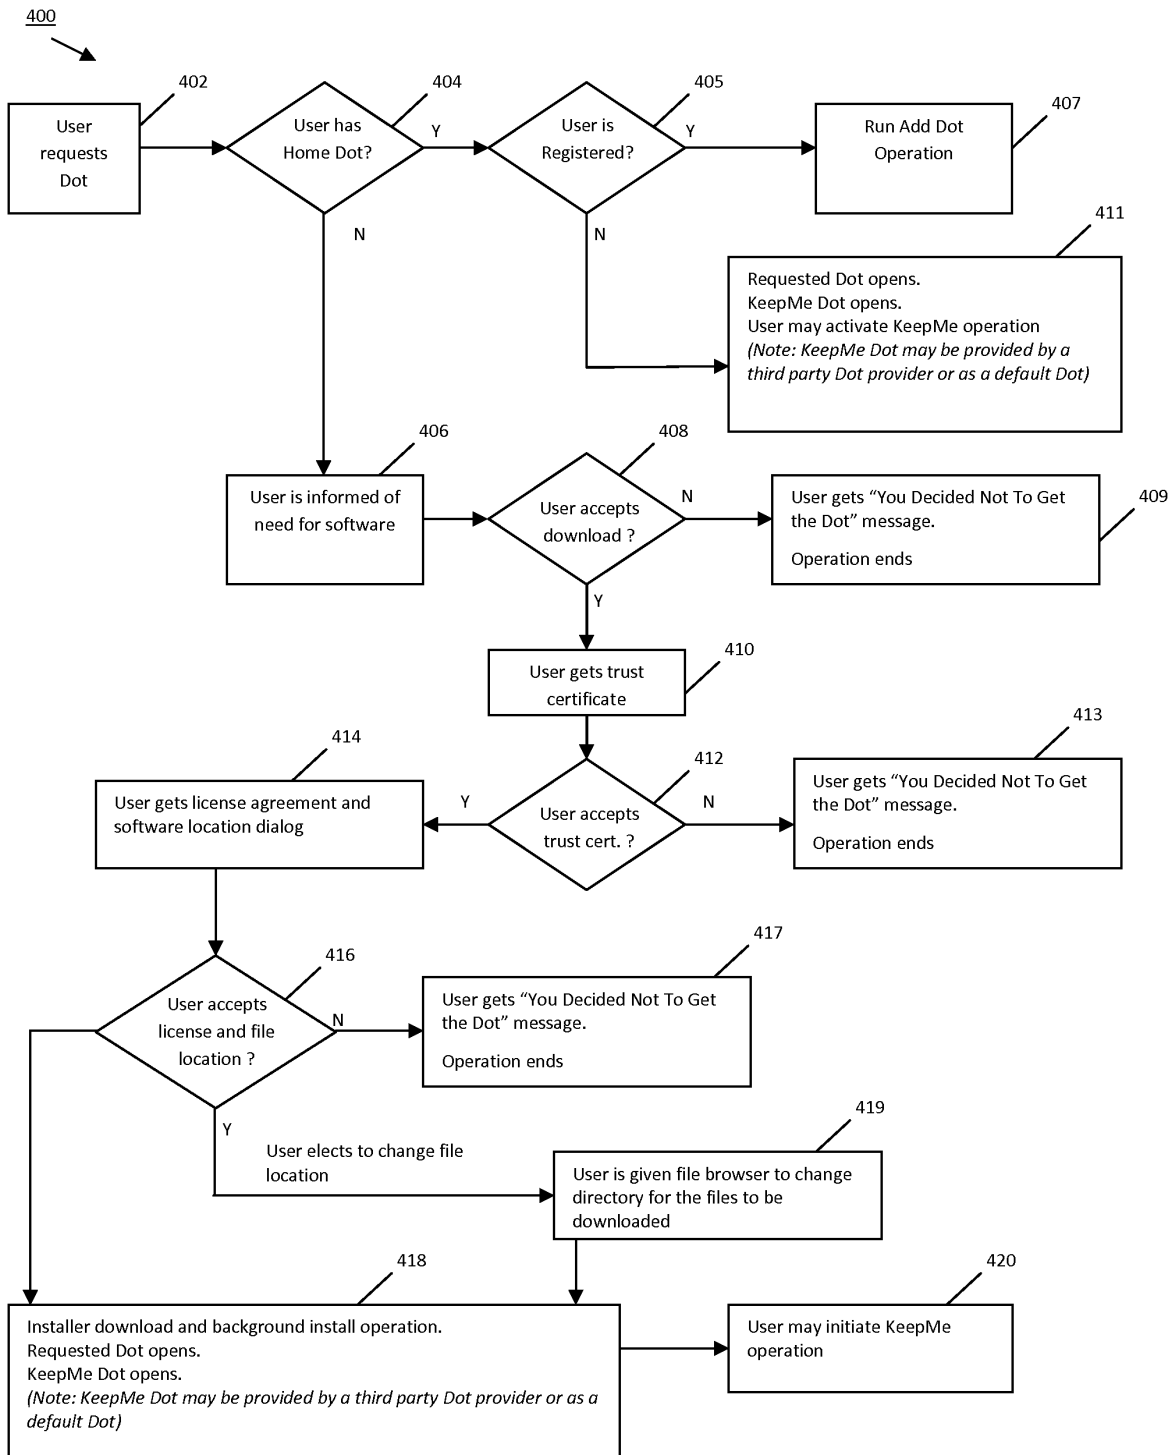 400
402
404
405
407
User
requests
Dot
User has
Home Dot?
Y
User is
Registered?
Y
Run Add Dot
Operation
N
N
411
Requested Dot opens.
KeepMe Dot opens.
User may activate KeepMe operation
(Note: KeepMe Dot may be provided by a
third party Dot provider or as a default Dot)
406
408
409
User is informed of
need for software
User accepts
download ?
N
User gets “You Decided Not To Get
the Dot” message.
Operation ends
Y
410
User gets trust
certificate
414
412
413
User gets license agreement and
software location dialog
Y
User accepts
trust cert. ?
N
User gets “You Decided Not To Get
the Dot” message.
Operation ends
416
417
User accepts
license and file
location ?
N
User gets “You Decided Not To Get
the Dot” message.
Operation ends
Y
User elects to change file
location
419
User is given file browser to change
directory for the files to be
downloaded
418
420
Installer download and background install operation.
Requested Dot opens.
KeepMe Dot opens.
(Note: KeepMe Dot may be provided by a third party Dot provider or as a
default Dot)
User may initiate KeepMe
operation